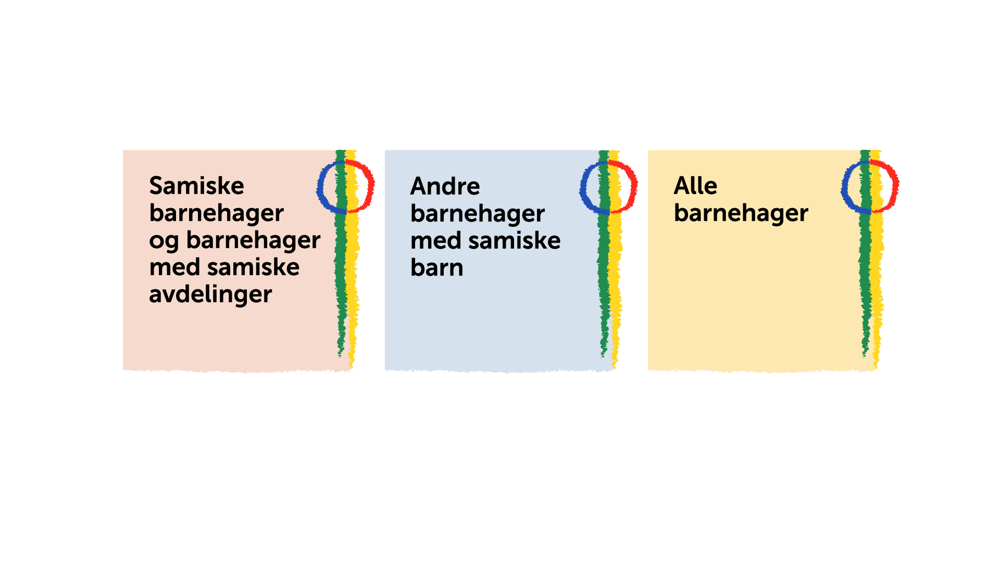 Samiske
barnehager
og barnehager
med samiske
avdelinger
Andre
barnehager
med samiske
barn
Alle
barnehager